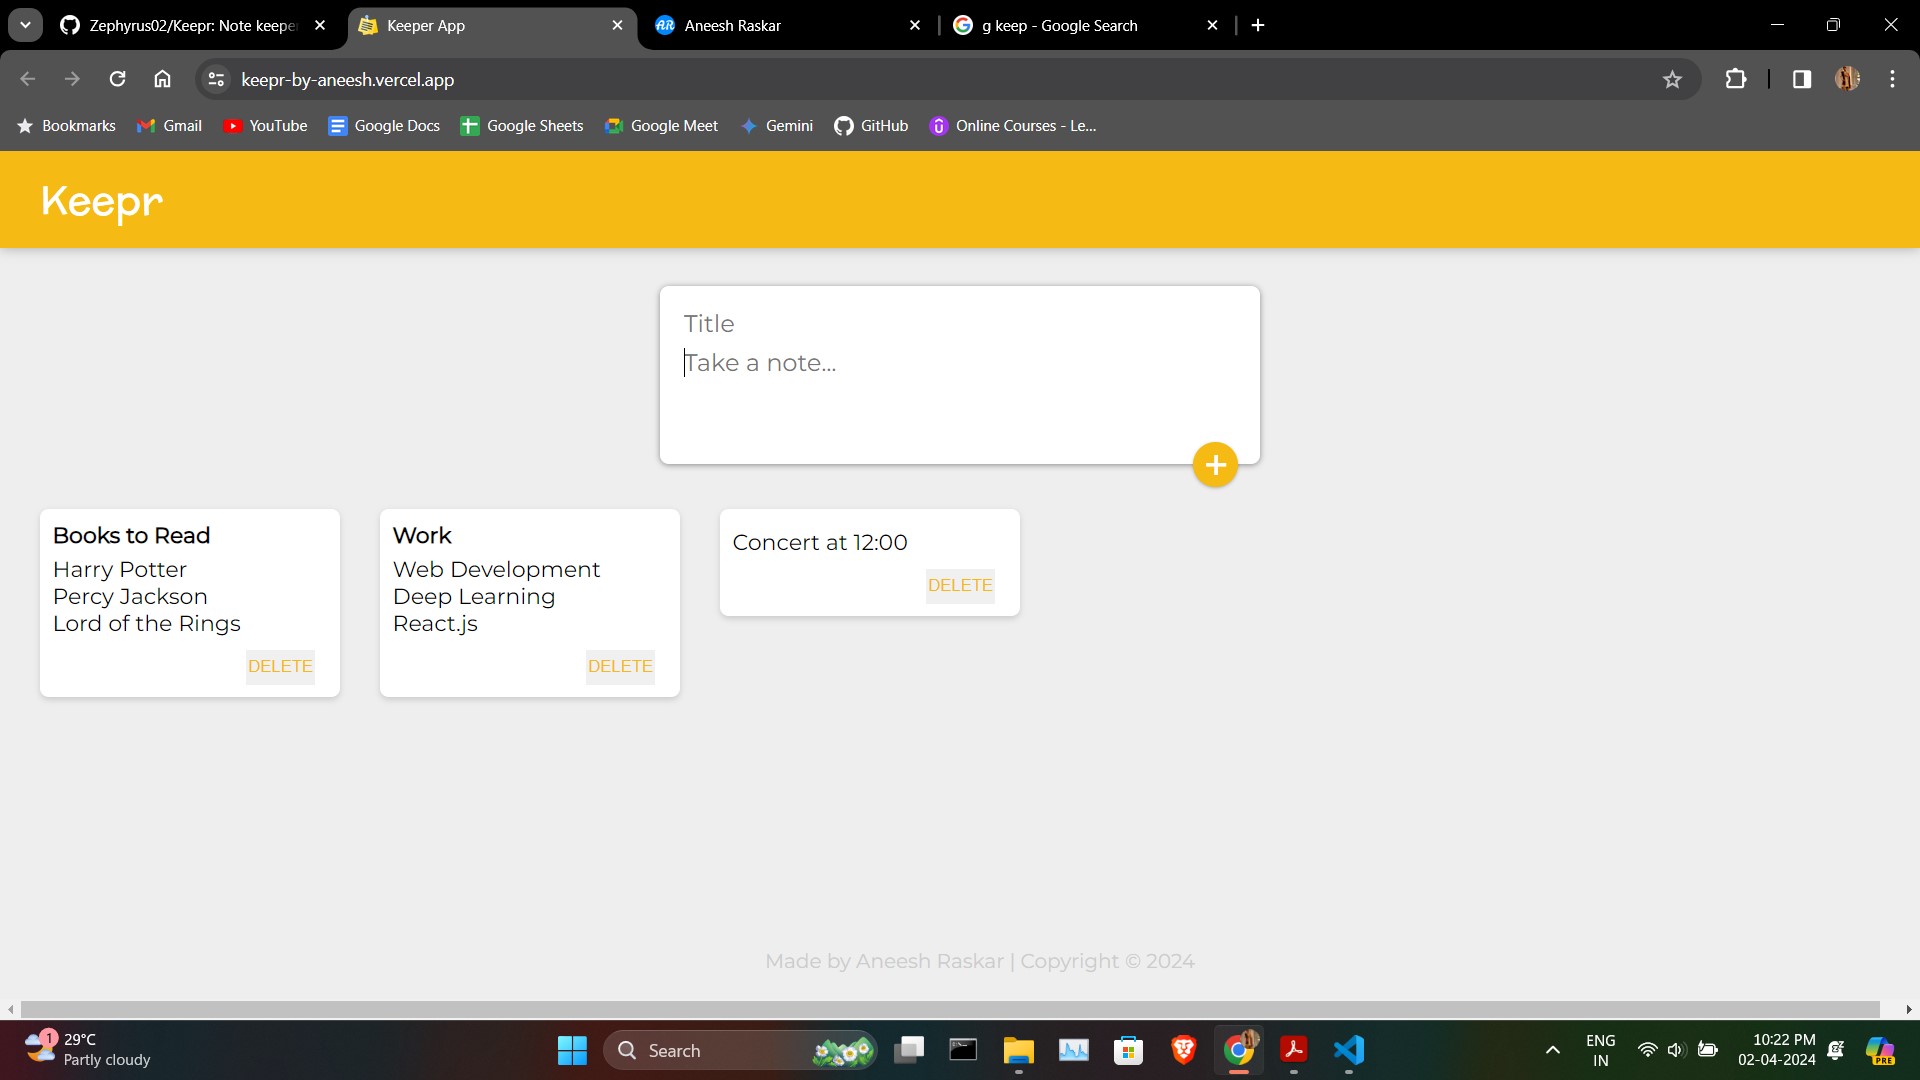 Zephyrus02/Keepr: Note keeper
Keeper App
Aneesh Raskar
g keep - Google Search
keepr-by-aneesh.vercel.app
Bookmarks
Gmail
YouTube
Google Docs
Google Sheets
Google Meet
Gemini
GitHub
Online Courses - Le...
Keepr
Title
Take a note...
Books to Read
Harry Potter
Percy Jackson
Lord of the Rings
DELETE
Work
Web Development
Deep Learning
React.js
DELETE
Concert at 12:00
DELETE
Made by Aneesh Raskar | Copyright © 2024
1
29°C
Partly cloudy
Search
ENG
IN
10:22 PM
02-04-2024
PRE